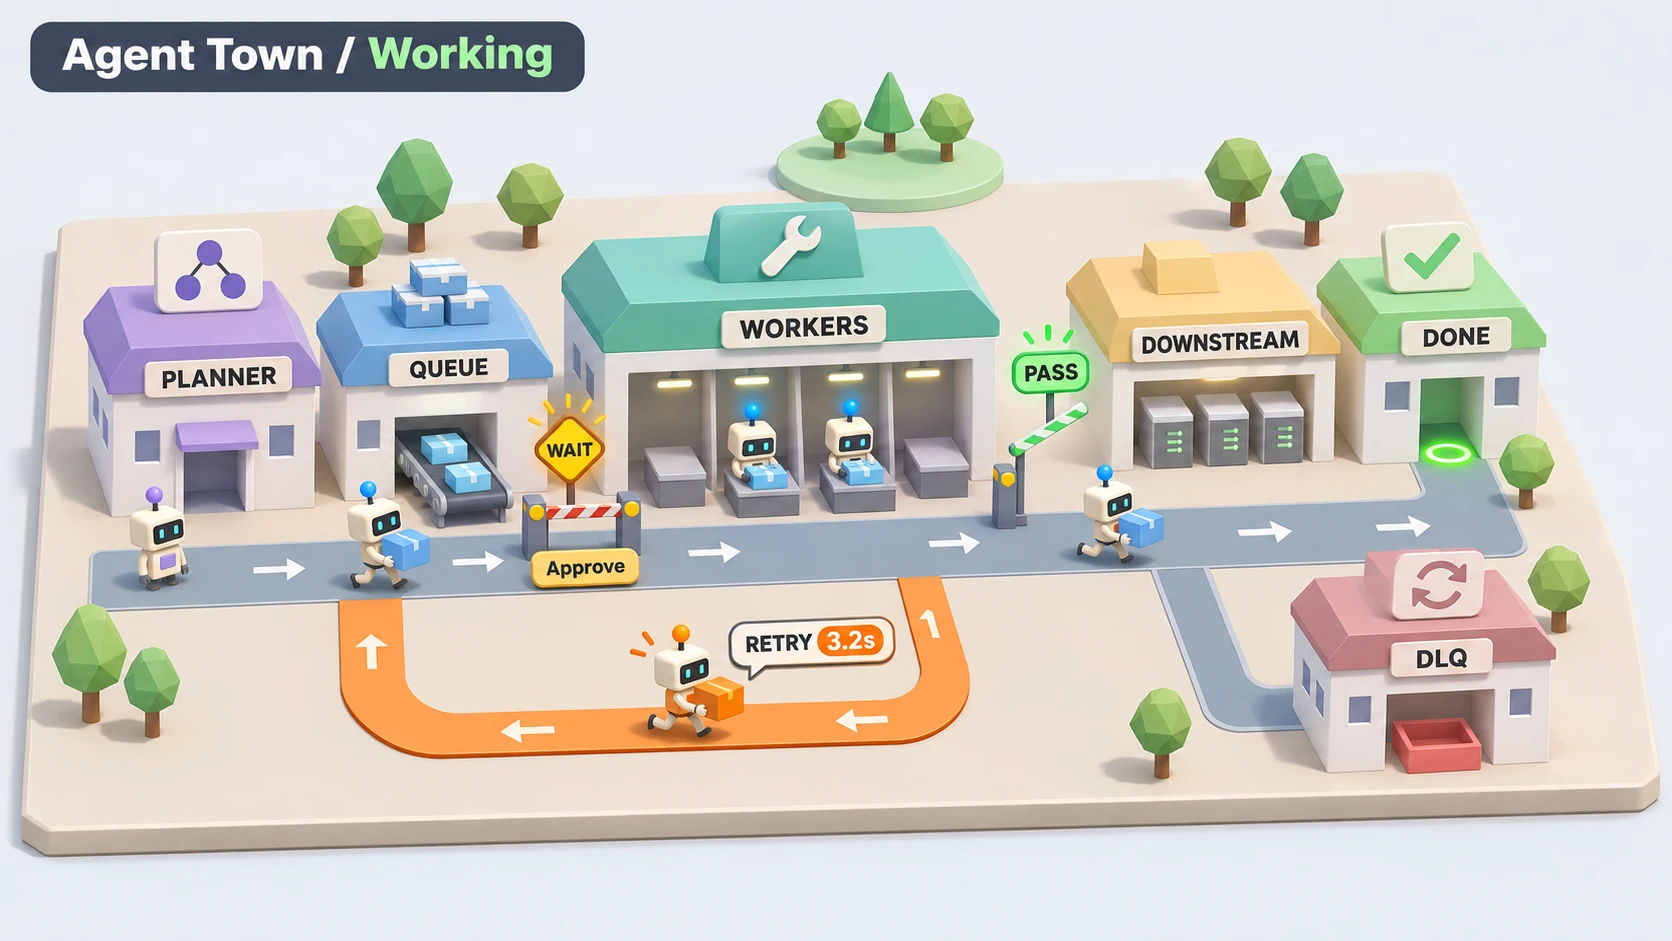 Agent Town / Working
PLANNER
QUEUE
WORKERS
DOWNSTREAM
DONE
PASS
WAIT
Approve
RETRY 3.2s
DLQ